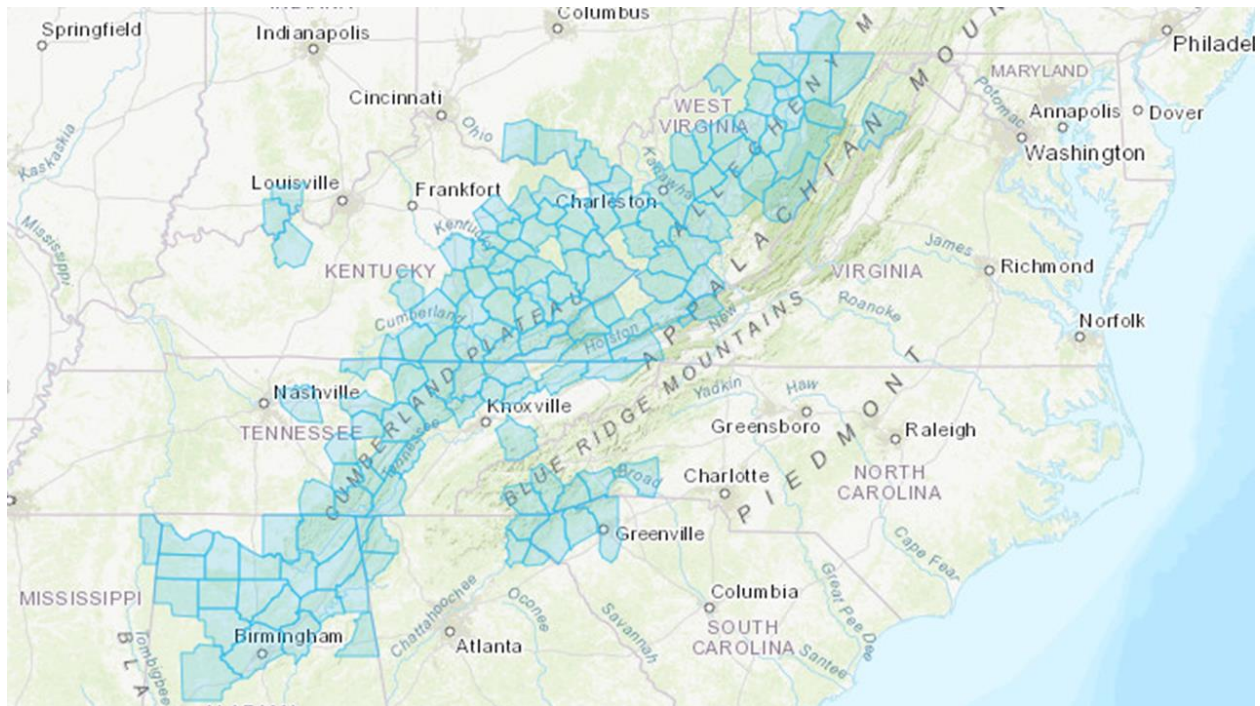 Springfield
Indianapolis
Columbus
Philadel
Cincinnati
Ohio
WEST
VIRGINIA
MARYLAND
Potomac
Annapolis
Dover
Washington
Kaskaskia
Louisville
Frankfort
Kanawha
Charleston
Mississippi
Kentucky
KENTUCKY
VIRGINIA
James
Richmond
Cumberland
Roanoke
Norfolk
Holston
New
ALLEGHENY M
APPALACHIAN MOUN
CUMBERLAND PLATEAU
BLUE RIDGE MOUNTAINS
PIEDMONT
Nashville
TENNESSEE
Tennessee
Knoxville
Yadkin
Haw
Greensboro
Raleigh
Broad
Charlotte
NORTH
CAROLINA
Greenville
Cape Fear
MISSISSIPPI
Chattahoochee
Oconee
Savannah
Columbia
Great Pee Dee
SOUTH
CAROLINA
Santee
Birmingham
Atlanta
Tombigbee
BLA